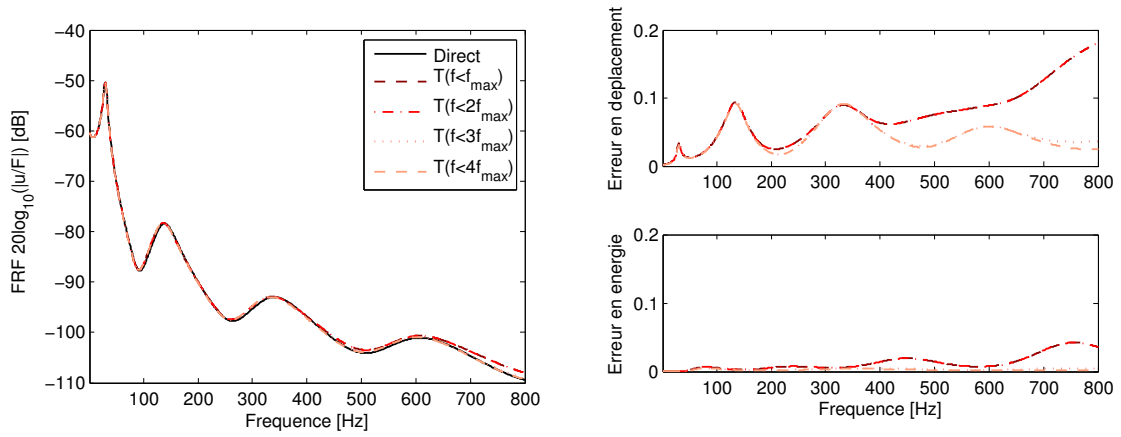 −40
−50
−60
−70
−80
−90
−100
−110
100 200 300 400 500 600 700 800
Frequence [Hz]
FRF 20log10(|u/F|) [dB]
Direct
T(f<fmax)
T(f<2fmax)
T(f<3fmax)
T(f<4fmax)
0.2
0.1
0
100 200 300 400 500 600 700 800
Erreur en deplacement
0.2
0.1
0
100 200 300 400 500 600 700 800
Frequence [Hz]
Erreur en energie